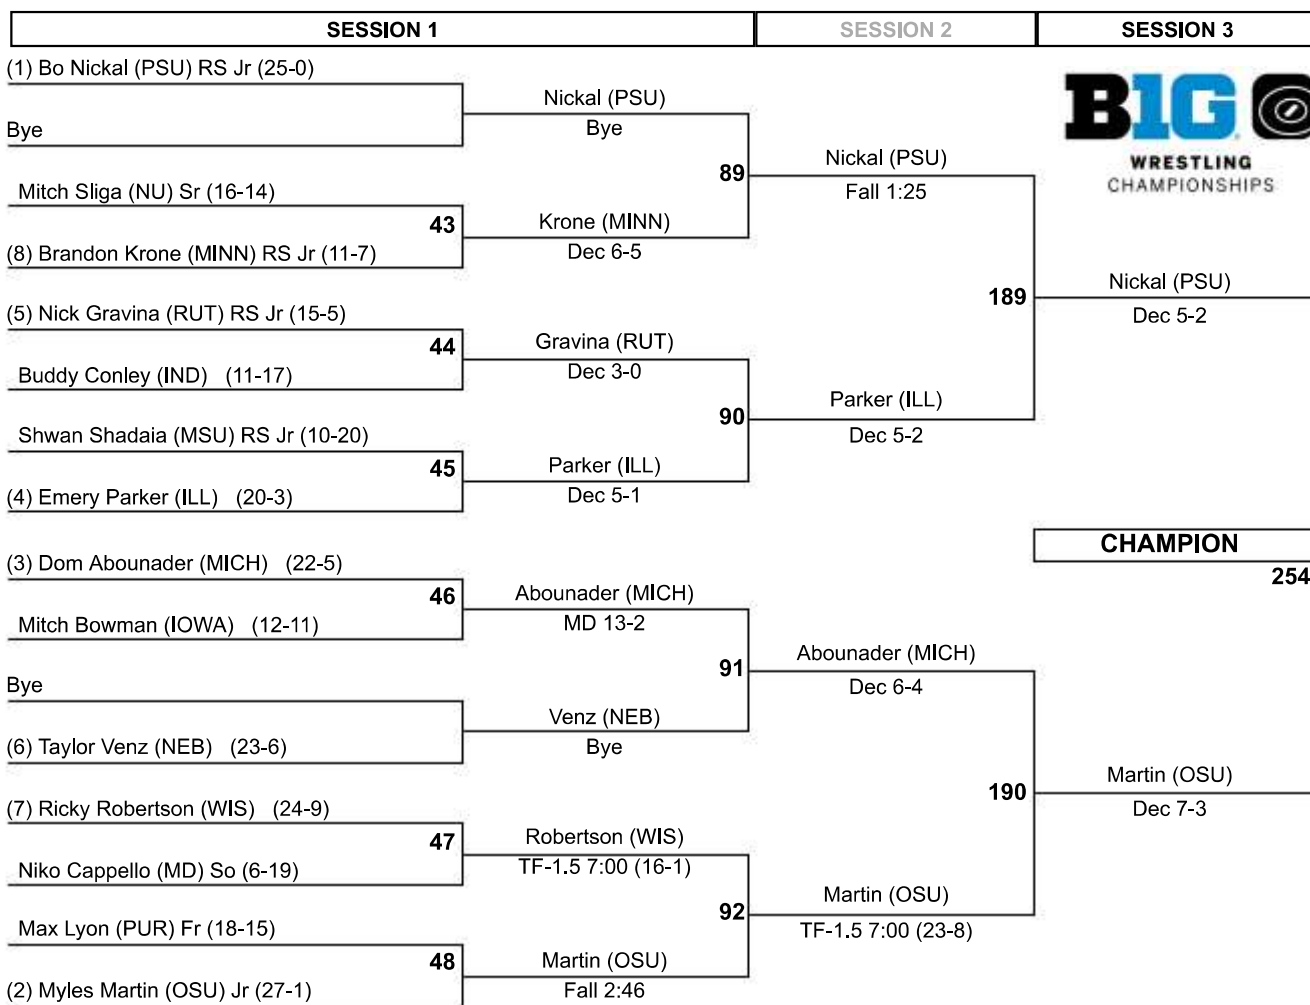 SESSION 1
SESSION 2
SESSION 3
(1) Bo Nickal (PSU) RS Jr (25-0)
Bye
Mitch Sliga (NU) Sr (16-14)
43
(8) Brandon Krone (MINN) RS Jr (11-7)
(5) Nick Gravina (RUT) RS Jr (15-5)
44
Buddy Conley (IND) (11-17)
Shwan Shadaia (MSU) RS Jr (10-20)
45
(4) Emery Parker (ILL) (20-3)
(3) Dom Abounader (MICH) (22-5)
46
Mitch Bowman (IOWA) (12-11)
Bye
(6) Taylor Venz (NEB) (23-6)
(7) Ricky Robertson (WIS) (24-9)
47
Niko Cappello (MD) So (6-19)
Max Lyon (PUR) Fr (18-15)
48
(2) Myles Martin (OSU) Jr (27-1)
Nickal (PSU)
Bye
89
Krone (MINN)
Dec 6-5
Gravina (RUT)
Dec 3-0
90
Parker (ILL)
Dec 5-1
Abounader (MICH)
MD 13-2
91
Venz (NEB)
Bye
Robertson (WIS)
TF-1.5 7:00 (16-1)
92
Martin (OSU)
Fall 2:46
Nickal (PSU)
Fall 1:25
189
Parker (ILL)
Dec 5-2
Abounader (MICH)
Dec 6-4
190
Martin (OSU)
TF-1.5 7:00 (23-8)
B1G
WRESTLING
CHAMPIONSHIPS
Nickal (PSU)
Dec 5-2
CHAMPION
254
Martin (OSU)
Dec 7-3